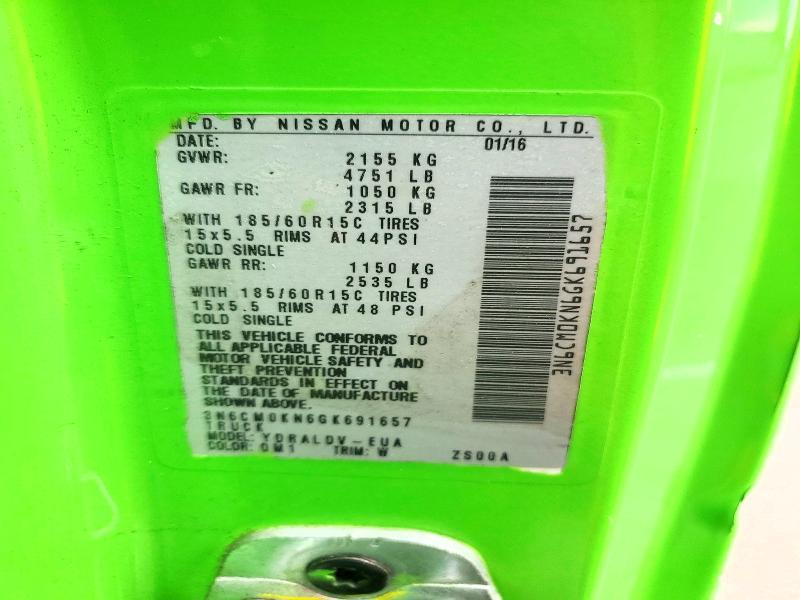 MFD. BY NISSAN MOTOR CO., LTD.
DATE: 01/16
GVWR: 2155 KG
4751 LB
GAWR FR: 1050 KG
2315 LB
WITH 185/60R15C TIRES
15x5.5 RIMS AT 44PSI
COLD SINGLE
GAWR RR: 1150 KG
2535 LB
WITH 185/60R15C TIRES
15x5.5 RIMS AT 48 PSI
COLD SINGLE
THIS VEHICLE CONFORMS TO
ALL APPLICABLE FEDERAL
MOTOR VEHICLE SAFETY AND
THEFT PREVENTION
STANDARDS IN EFFECT ON
THE DATE OF MANUFACTURE
SHOWN ABOVE.
3N6CM0KN6GK691657
TRUCK
MODEL: YDRALDV-EUA
COLOR: QM1 TRIM: W ZS00A
3N6CM0KN6GK691657